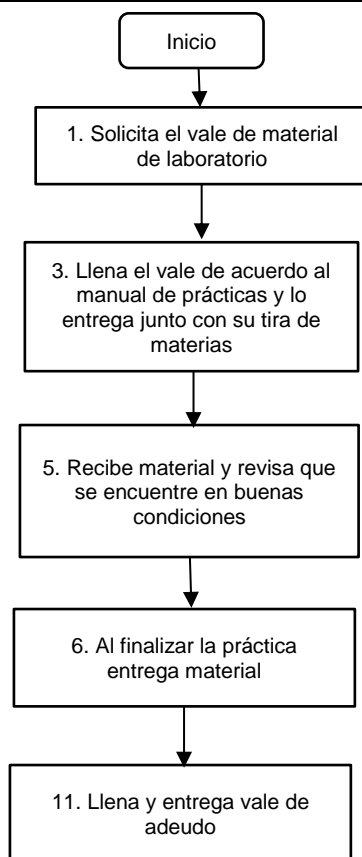 Inicio
1. Solicita el vale de material
de laboratorio
3. Llena el vale de acuerdo al
manual de prácticas y lo
entrega junto con su tira de
materias
5. Recibe material y revisa que
se encuentre en buenas
condiciones
6. Al finalizar la práctica
entrega material
11. Llena y entrega vale de
adeudo